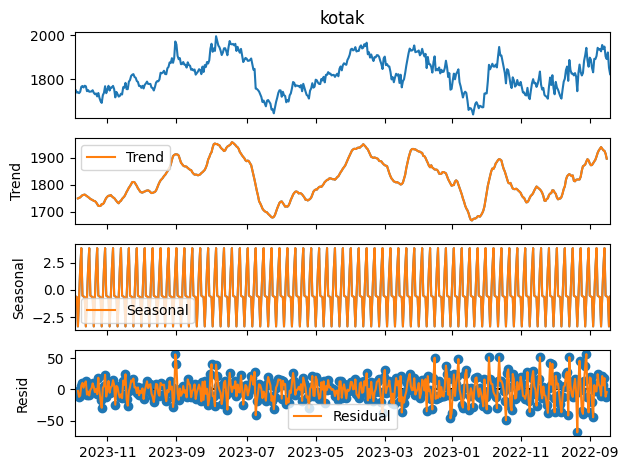 kotak
2000
1800
Trend
1900
1800
1700
Trend
Seasonal
2.5
0.0
−2.5
Seasonal
Resid
50
0
−50
Residual
2023-11 2023-09 2023-07 2023-05 2023-03 2023-01 2022-11 2022-09